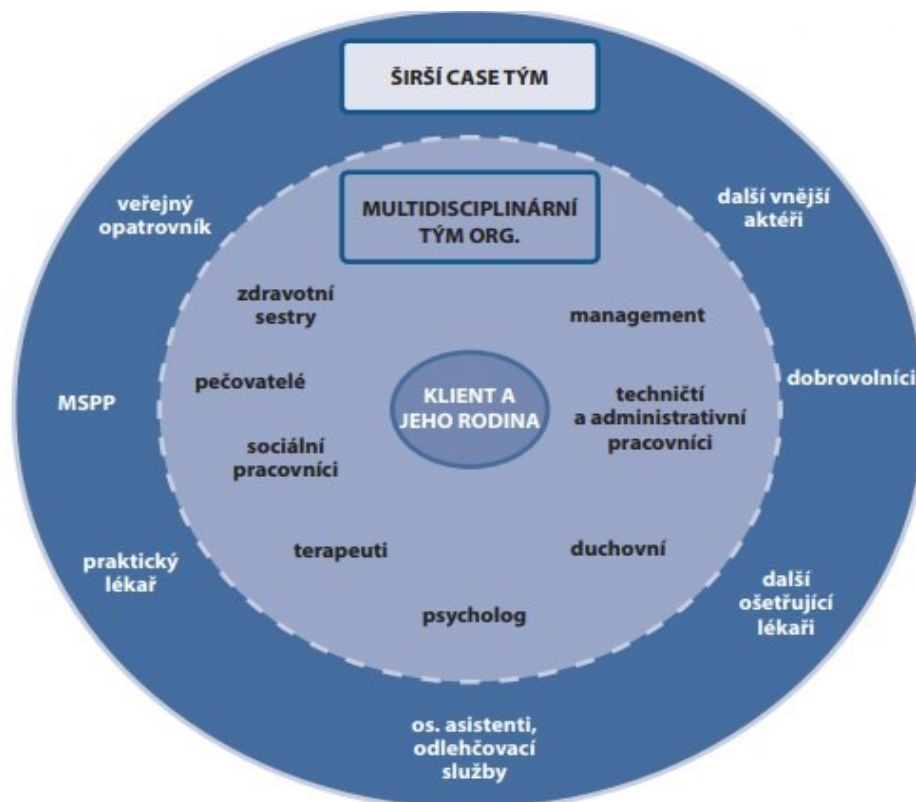 ŠIRŠÍ CASE TÝM
veřejný
opatrovník
další vnější
aktéři
MULTIDISCIPLINÁRNÍ
TÝM ORG.
zdravotní
sestry
management
MSPP
pečovatelé
KLIENT A
JEHO RODINA
techničtí
a administrativní
pracovníci
dobrovolníci
sociální
pracovníci
praktický
lékař
terapeuti
duchovní
další
ošetřující
lékaři
psycholog
os. asistenti,
odlehčovací
služby